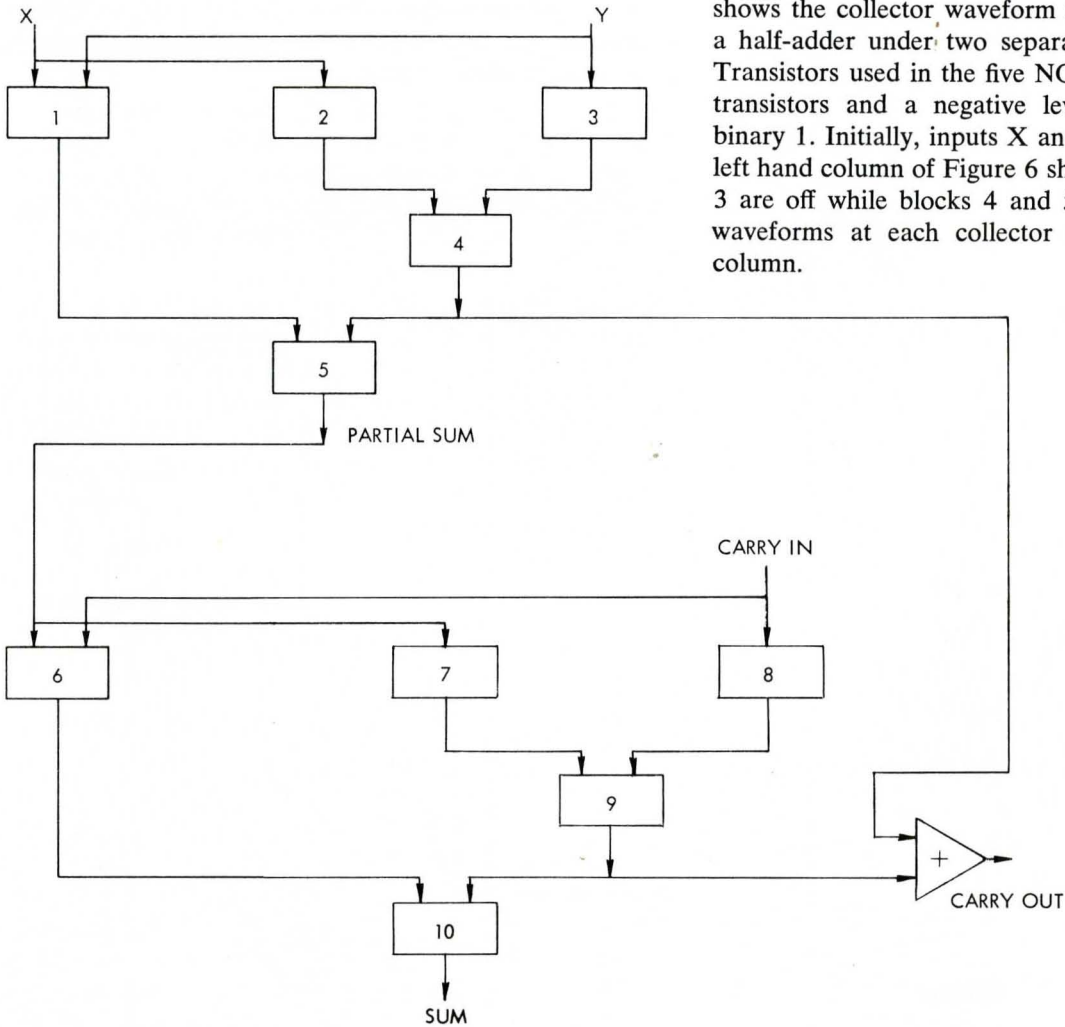 shows the collector waveform
a half-adder under two separa
Transistors used in the five NO
transistors and a negative lev
binary 1. Initially, inputs X an
left hand column of Figure 6 sh
3 are off while blocks 4 and
waveforms at each collector
column.
X
Y
1
2
3
4
5
PARTIAL SUM
CARRY IN
6
7
8
9
+
CARRY OUT
10
SUM